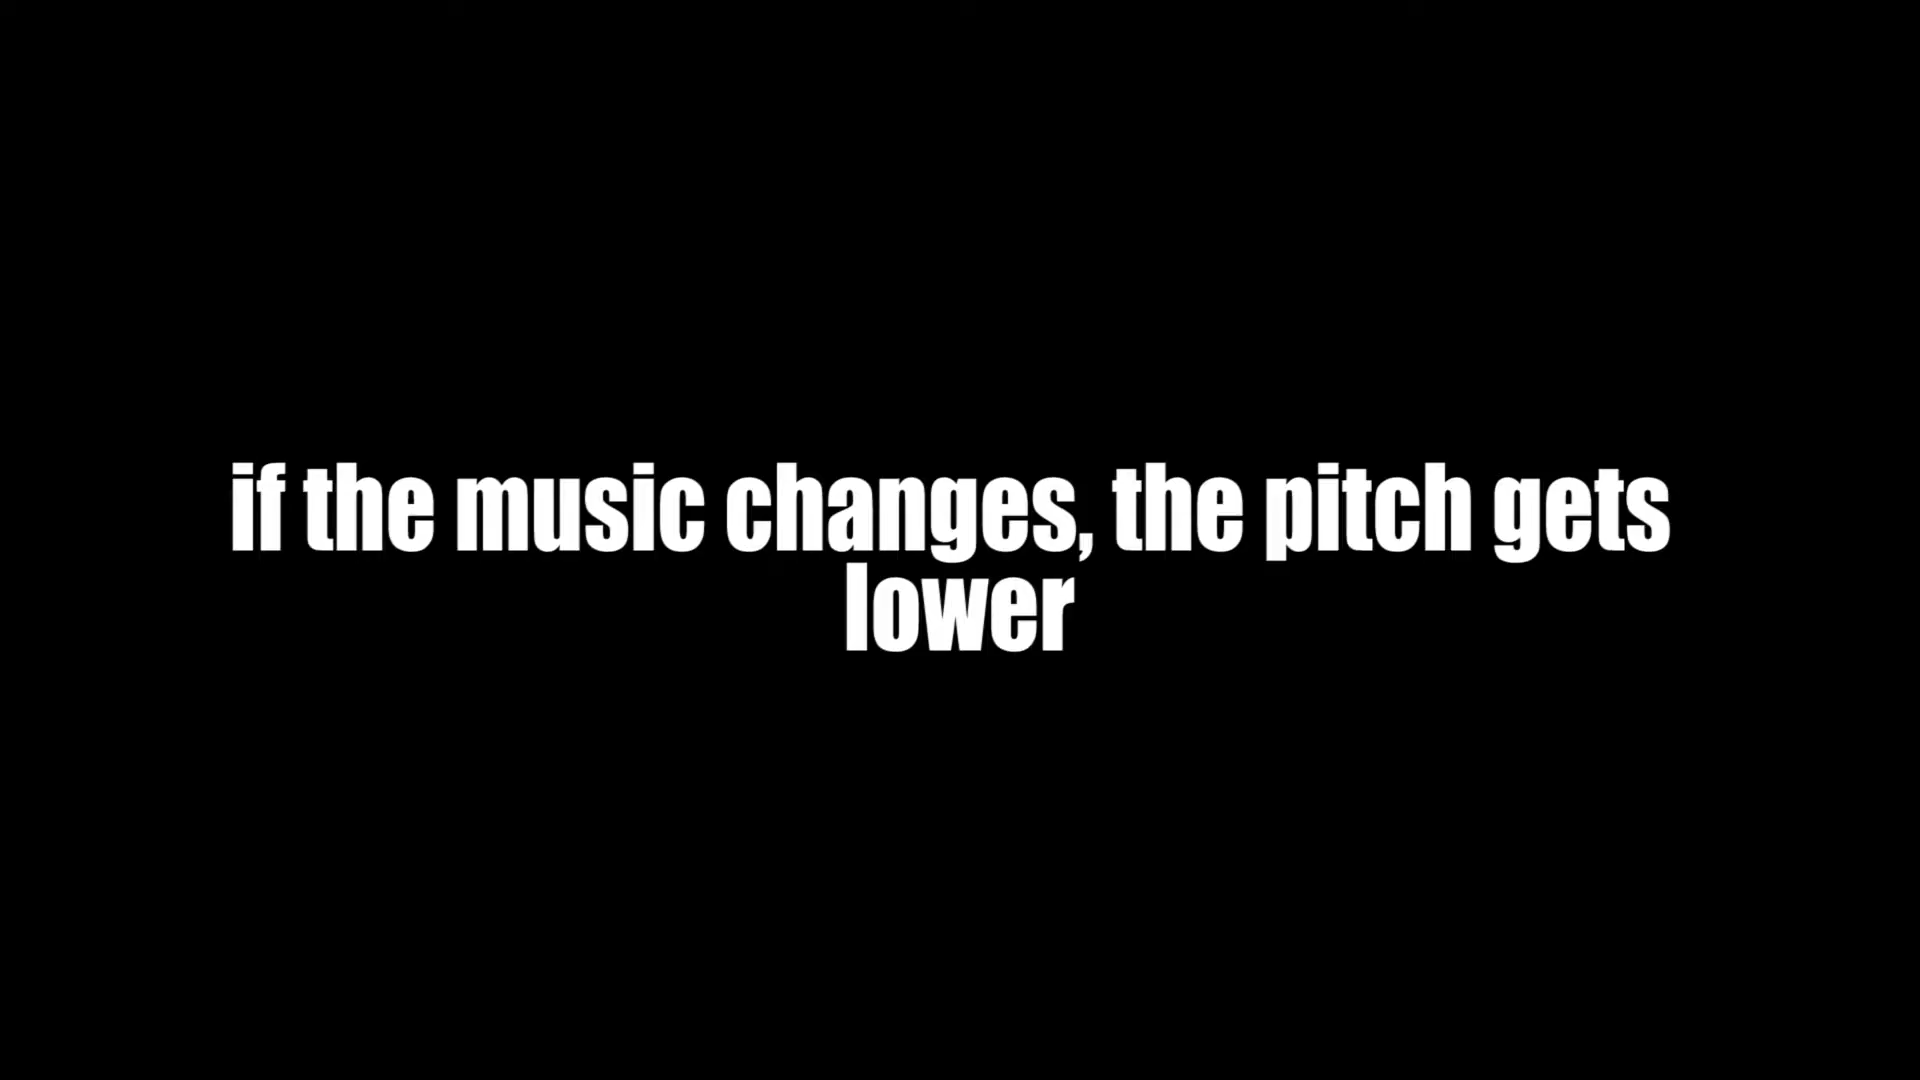 if the music changes, the pitch gets
lower